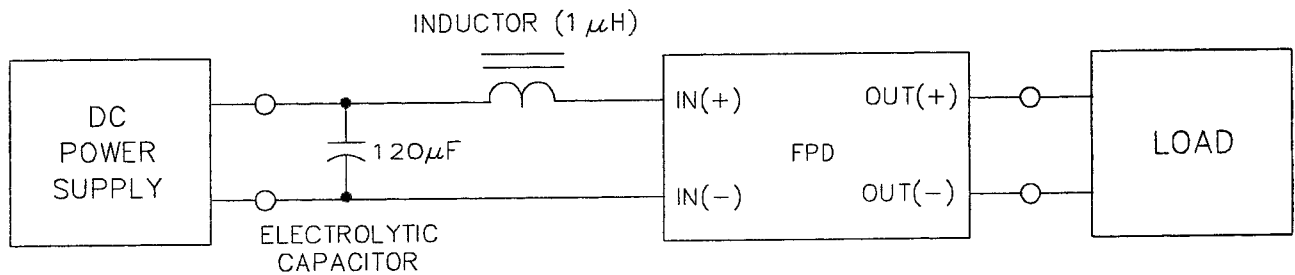 INDUCTOR (1 μH)
DC
POWER
SUPPLY
120μF
ELECTROLYTIC
CAPACITOR
IN(+)
OUT(+)
FPD
IN(-)
OUT(-)
LOAD